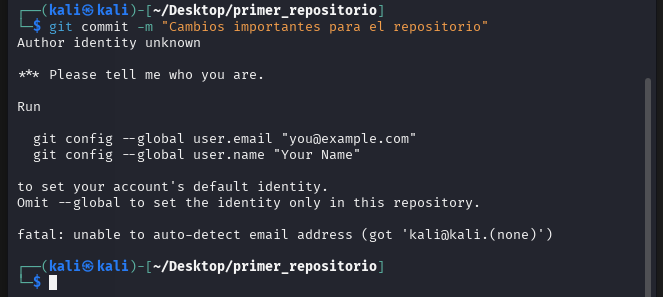 ┌──(kali㉿kali)-[~/Desktop/primer_repositorio]
└─$ git commit -m "Cambios importantes para el repositorio"
Author identity unknown

*** Please tell me who you are.

Run

  git config --global user.email "you@example.com"
  git config --global user.name "Your Name"

to set your account's default identity.
Omit --global to set the identity only in this repository.

fatal: unable to auto-detect email address (got 'kali@kali.(none)')

┌──(kali㉿kali)-[~/Desktop/primer_repositorio]
└─$